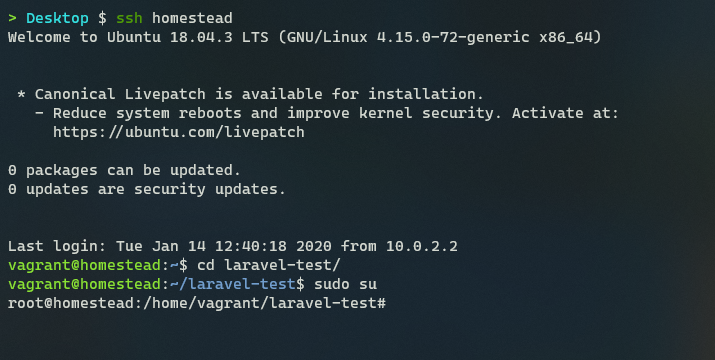 > Desktop $ ssh homestead
Welcome to Ubuntu 18.04.3 LTS (GNU/Linux 4.15.0-72-generic x86_64)
* Canonical Livepatch is available for installation.
- Reduce system reboots and improve kernel security. Activate at:
https://ubuntu.com/livepatch
0 packages can be updated.
0 updates are security updates.
Last login: Tue Jan 14 12:40:18 2020 from 10.0.2.2
vagrant@homestead:~$ cd laravel-test/
vagrant@homestead:~/laravel-test$ sudo su
root@homestead:/home/vagrant/laravel-test#